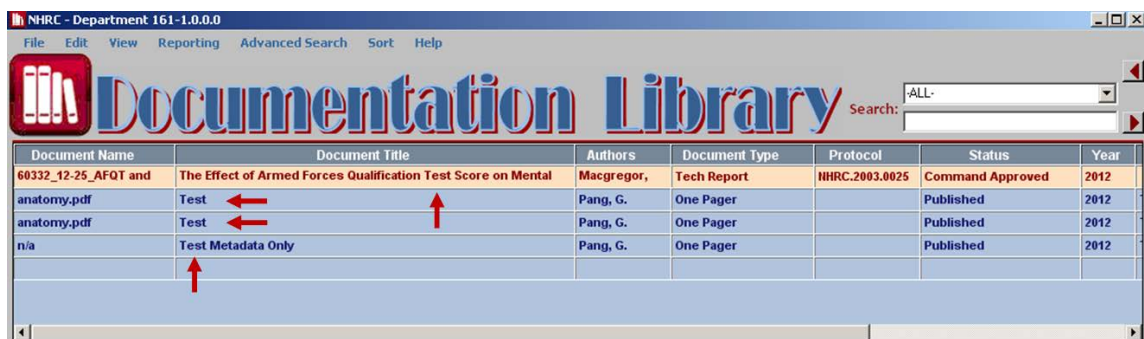 NHRC - Department 161-1.0.0.0
File Edit View Reporting Advanced Search Sort Help
Documentation Library
-ALL-
Search:
Document Name Document Title Authors Document Type Protocol Status Year
60332_12-25_AFQT and The Effect of Armed Forces Qualification Test Score on Mental Macgregor, Tech Report NHRC.2003.0025 Command Approved 2012
anatomy.pdf Test Pang, G. One Pager Published 2012
anatomy.pdf Test Pang, G. One Pager Published 2012
n/a Test Metadata Only Pang, G. One Pager Published 2012